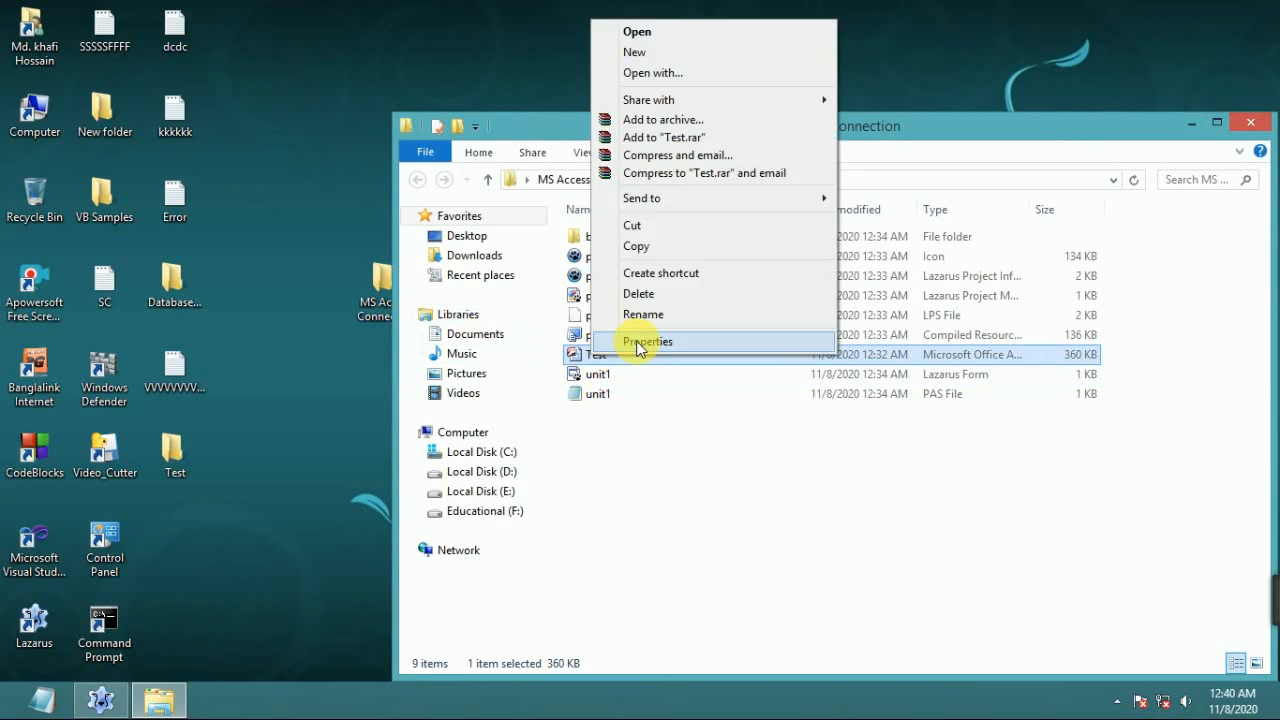 Md. khafi
Hossain
SSSSSFFFF
dcdc
Computer
New folder
kkkkkk
Recycle Bin
VB Samples
Error
Apowersoft
Free Scre...
SC
Database...
MS Ac
Conne
Banglalink
Internet
Windows
Defender
CodeBlocks
Video_Cutter
Test
Microsoft
Visual Stud...
Control
Panel
Lazarus
Command
Prompt
Open
New
Open with...
Share with
Add to archive...
Add to "Test.rar"
Compress and email...
Compress to "Test.rar" and email
Send to
Cut
Copy
Create shortcut
Delete
Rename
Properties
onnection
File
Home
Share
Vie
MS Access
Search MS ...
Nam
modified
Type
Size
Favorites
Desktop
Downloads
Recent places
Libraries
Documents
Music
Pictures
Videos
Computer
Local Disk (C:)
Local Disk (D:)
Local Disk (E:)
Educational (F:)
Network
b
/2020 12:34 AM
File folder
p
/2020 12:33 AM
Icon
134 KB
p
/2020 12:33 AM
Lazarus Project Inf...
2 KB
p
/2020 12:33 AM
Lazarus Project M...
1 KB
p
/2020 12:34 AM
LPS File
2 KB
p
/2020 12:34 AM
Compiled Resourc...
136 KB
Test
11/8/2020 12:32 AM
Microsoft Office A...
360 KB
unit1
11/8/2020 12:34 AM
Lazarus Form
1 KB
unit1
11/8/2020 12:34 AM
PAS File
1 KB
9 items
1 item selected 360 KB
12:40 AM
11/8/2020